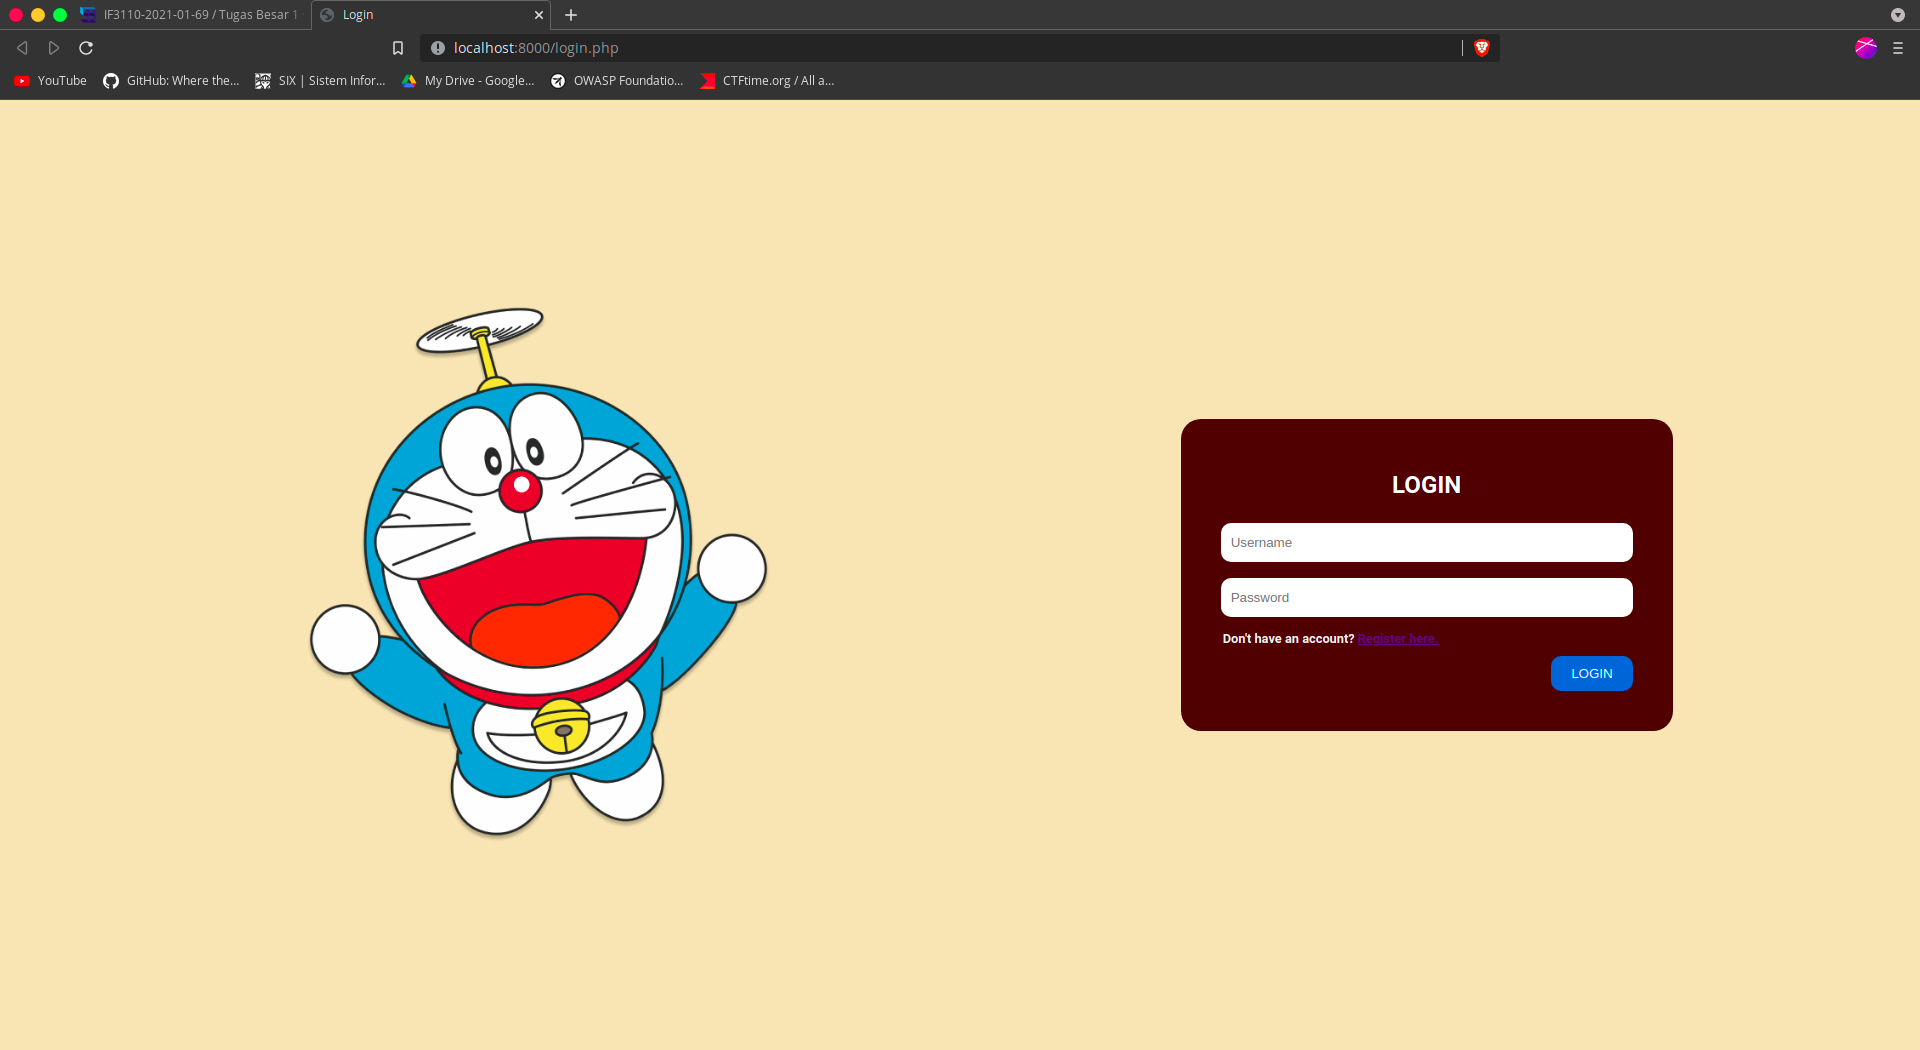 IF3110-2021-01-69 / Tugas Besar 1
Login
localhost:8000/login.php
YouTube
GitHub: Where the...
SIX | Sistem Infor...
My Drive - Google...
OWASP Foundatio...
CTFtime.org / All a...
LOGIN
Username
Password
Don't have an account? Register here.
LOGIN